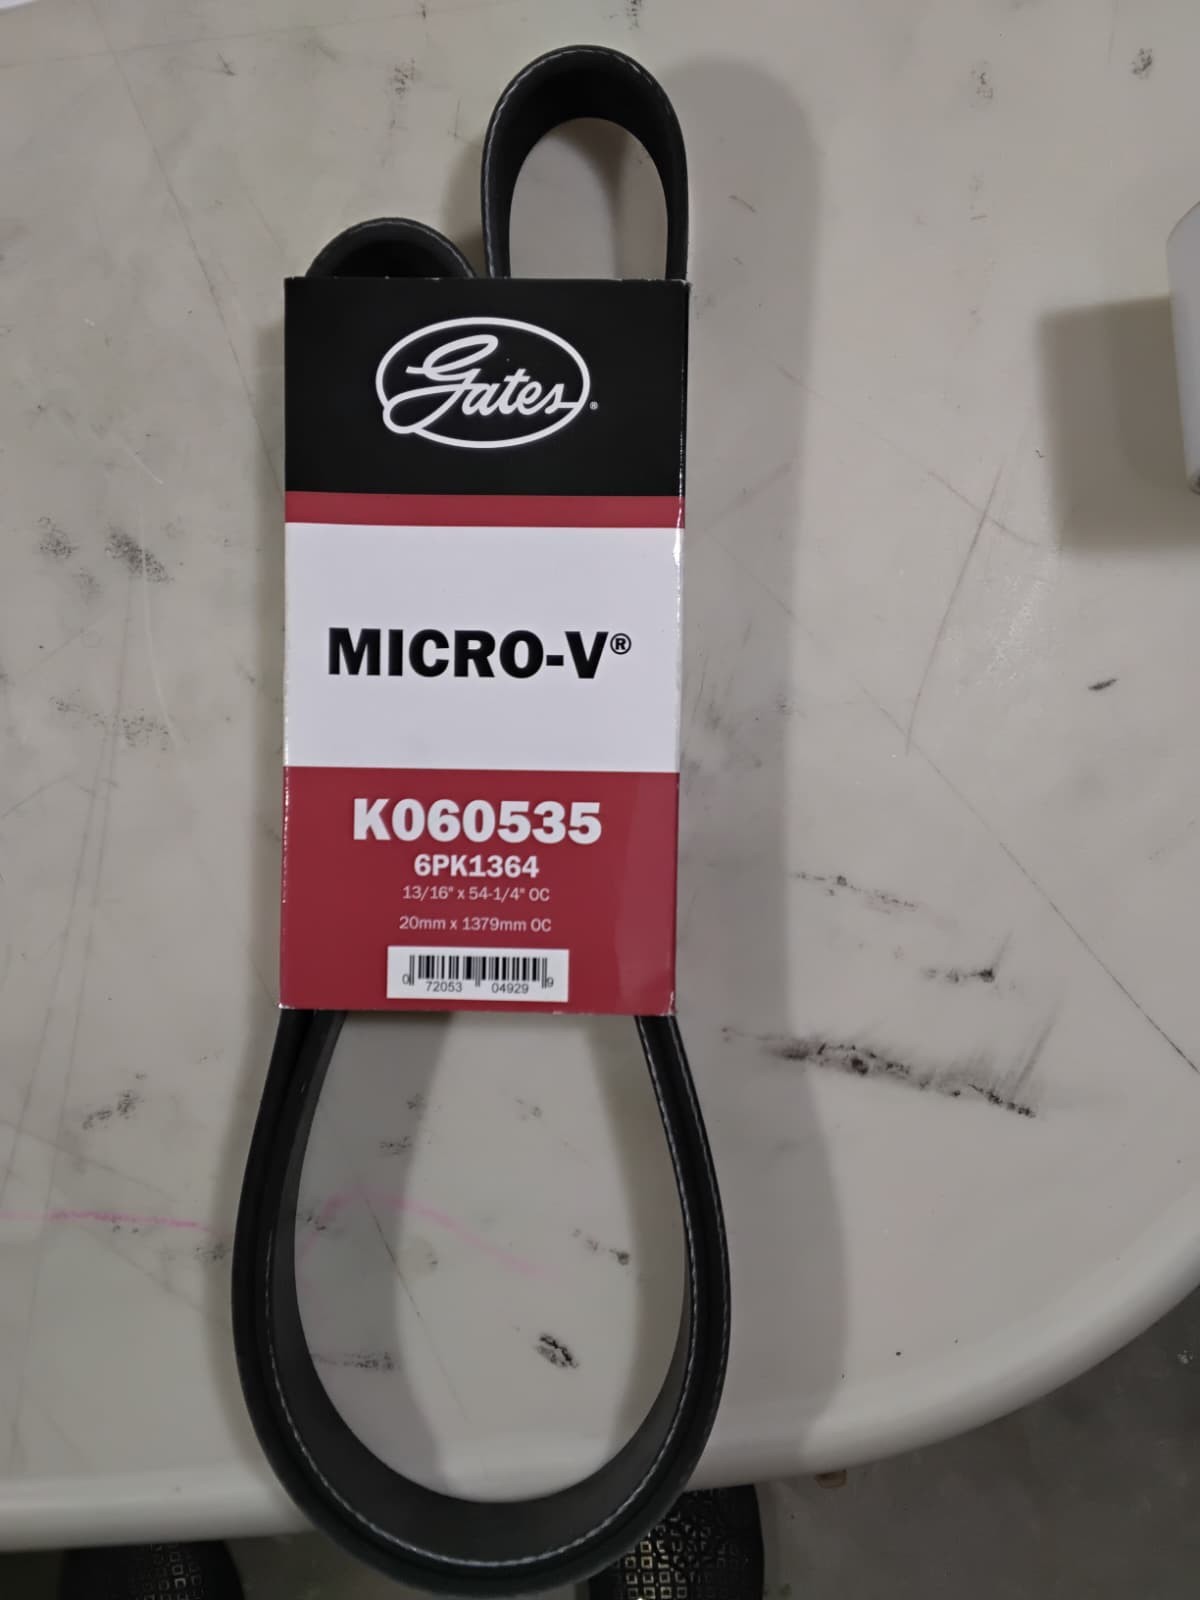 Gates®
MICRO-V®
K060535
6PK1364
13/16" x 54-1/4" OC
20mm x 1379mm OC
0 72053 04929 9